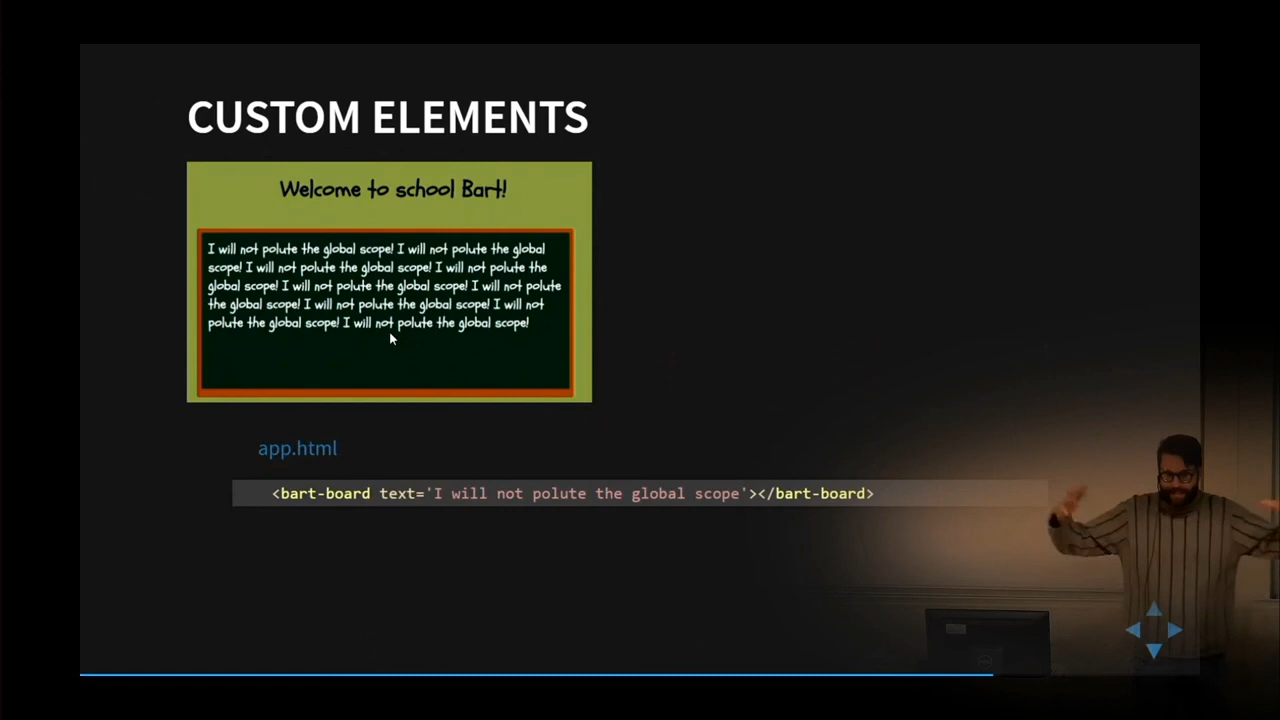 CUSTOM ELEMENTS
Welcome to school Bart!
I will not polute the global scope! I will not polute the global
scope! I will not polute the global scope! I will not polute the
global scope! I will not polute the global scope! I will not polute
the global scope! I will not polute the global scope! I will not
polute the global scope! I will not polute the global scope!
app.html
<bart-board text='I will not polute the global scope'></bart-board>